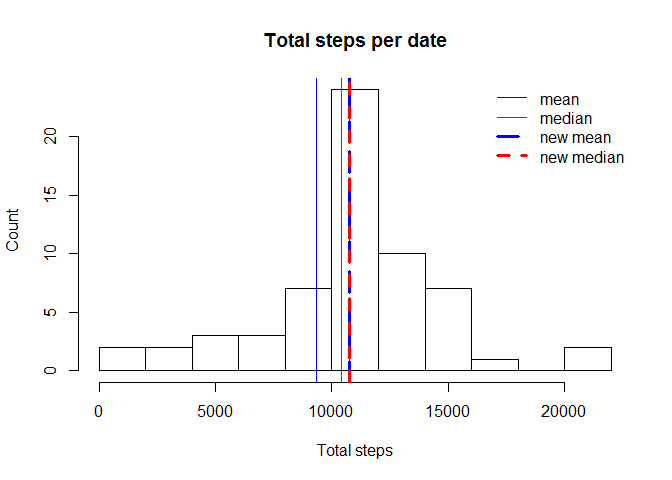 Total steps per date
mean
median
new mean
new median
Count
20
15
10
5
0
0 5000 10000 15000 20000
Total steps